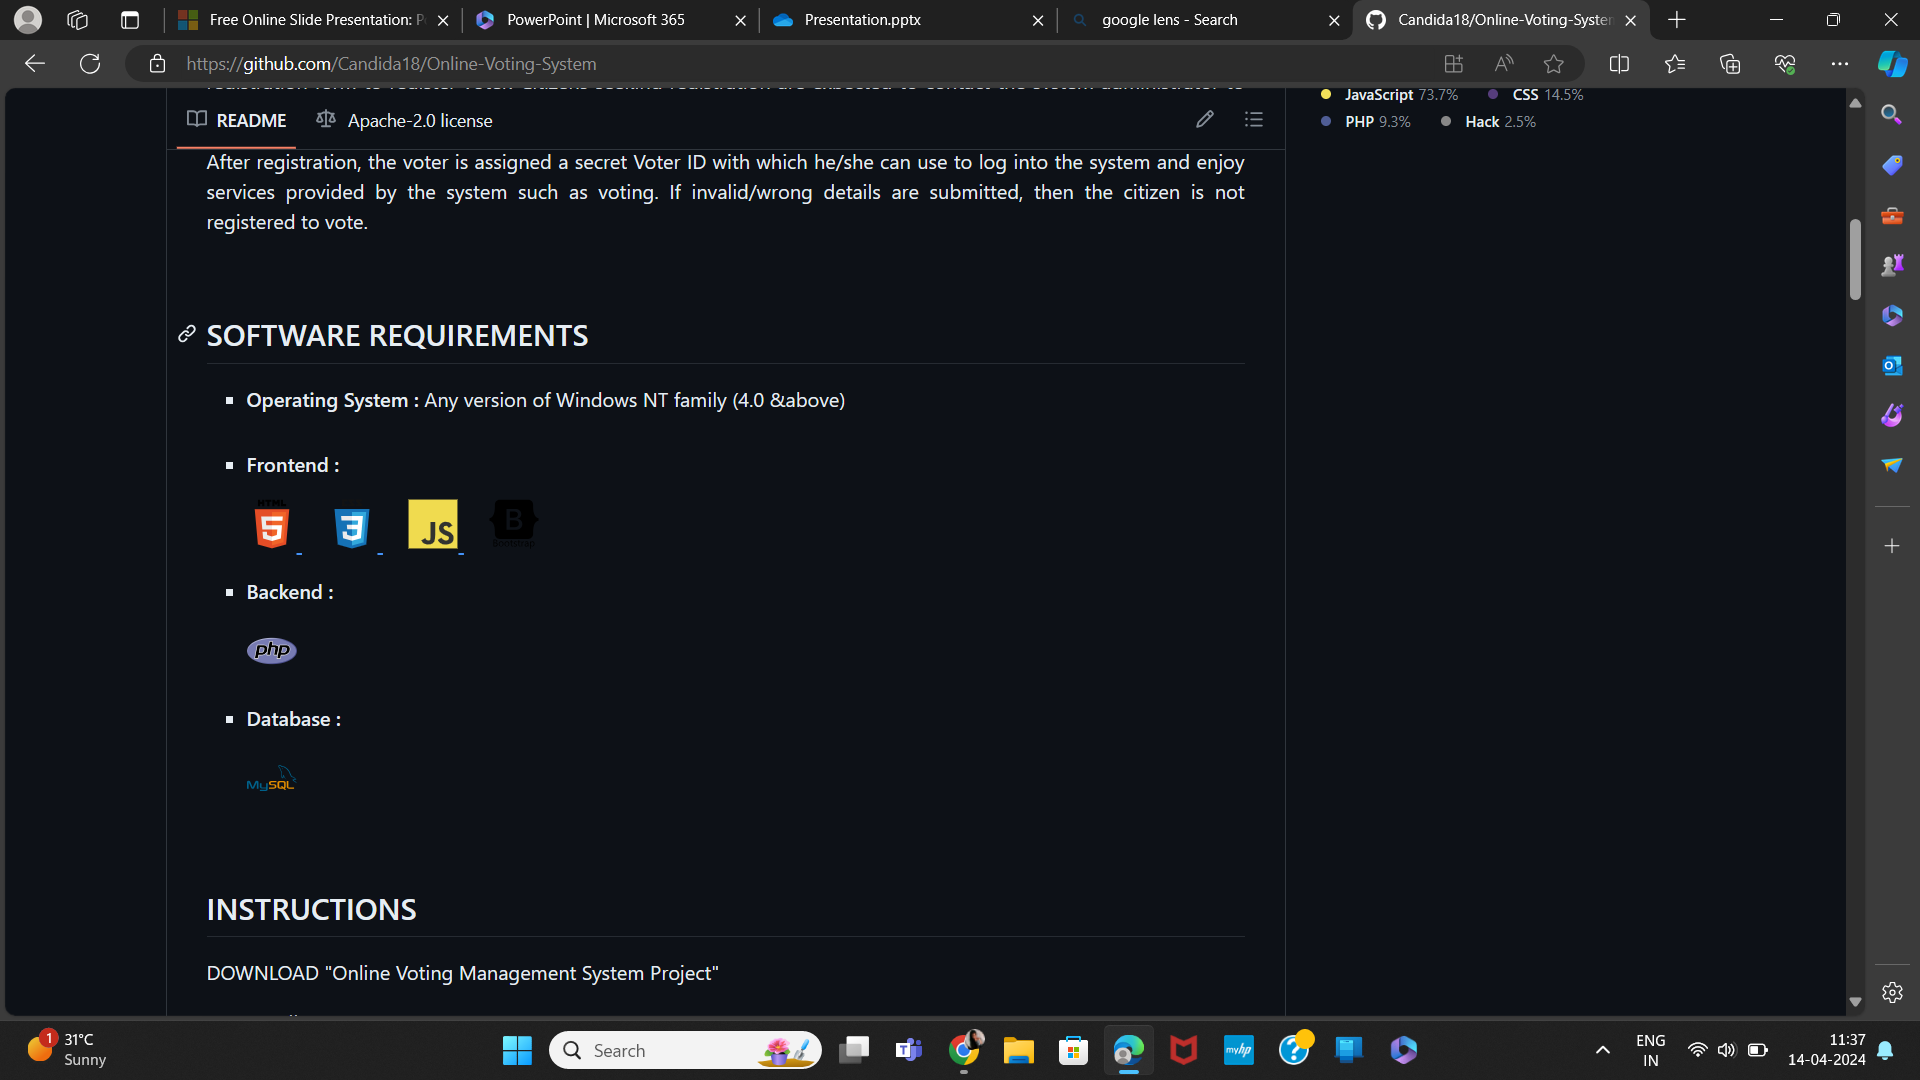 Free Online Slide Presentation: P
PowerPoint | Microsoft 365
Presentation.pptx
google lens - Search
Candida18/Online-Voting-System
https://github.com/Candida18/Online-Voting-System
README
Apache-2.0 license
JavaScript 73.7%
CSS 14.5%
PHP 9.3%
Hack 2.5%
After registration, the voter is assigned a secret Voter ID with which he/she can use to log into the system and enjoy
services provided by the system such as voting. If invalid/wrong details are submitted, then the citizen is not
registered to vote.
SOFTWARE REQUIREMENTS
Operating System : Any version of Windows NT family (4.0 &above)
Frontend :
HTML
5
3
JS
B
Backend :
php
Database :
MySQL
INSTRUCTIONS
DOWNLOAD "Online Voting Management System Project"
1
31°C
Sunny
Search
myhp
ENG
IN
11:37
14-04-2024